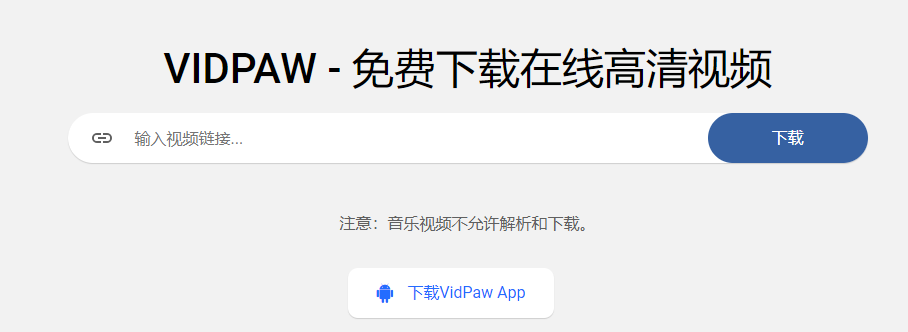 VIDPAW - 免费下载在线高清视频
输入视频链接...
下载
注意：音乐视频不允许解析和下载。
下载VidPaw App